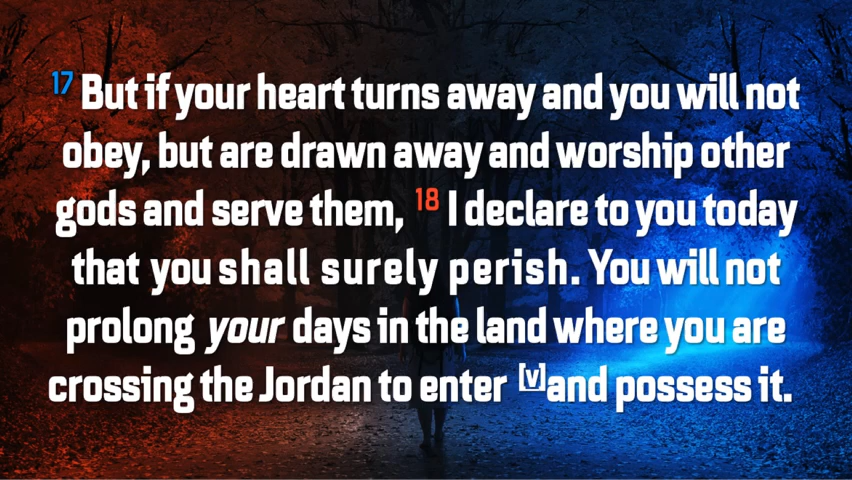 17 But if your heart turns away and you will not
obey, but are drawn away and worship other
gods and serve them, 18 I declare to you today
that you shall surely perish. You will not
prolong your days in the land where you are
crossing the Jordan to enter [v]and possess it.